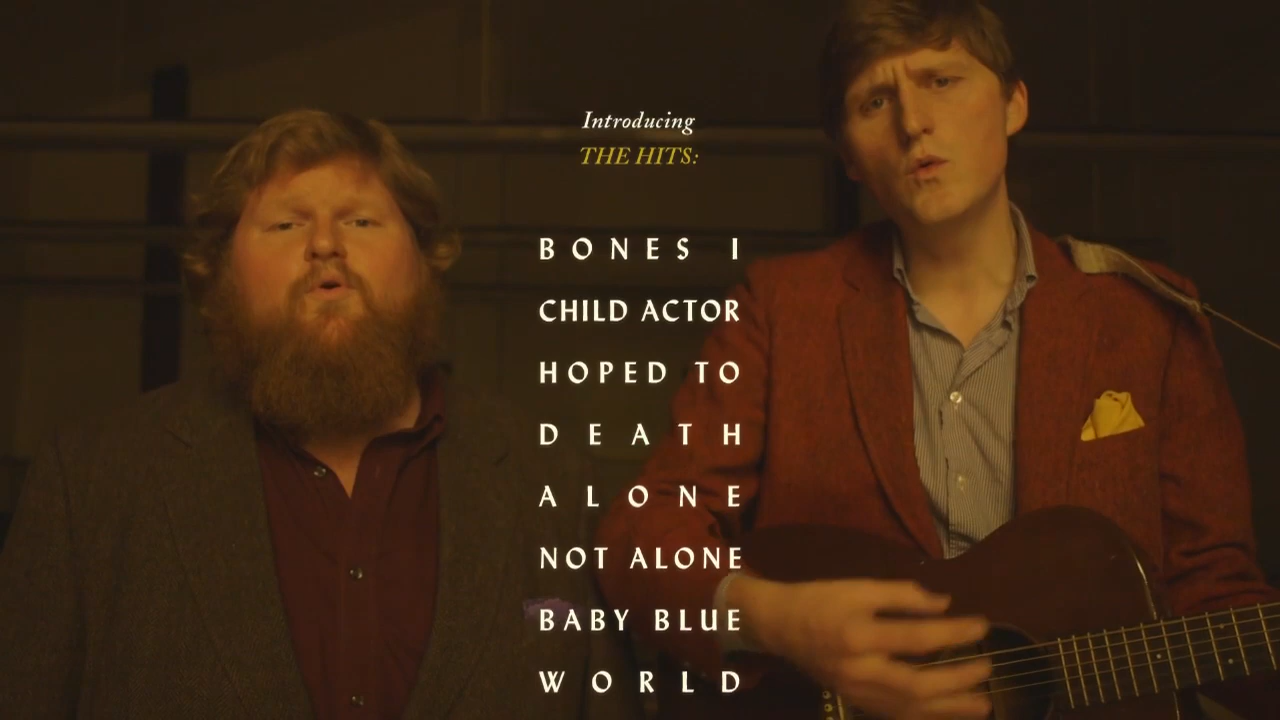 Introducing
THE HITS:
BONES I
CHILD ACTOR
HOPED TO
DEATH
ALONE
NOT ALONE
BABY BLUE
WORLD